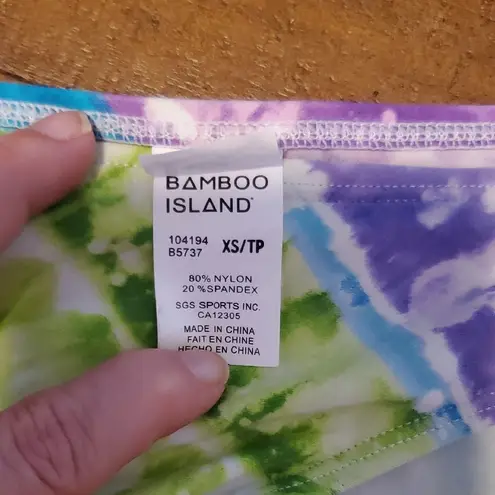 BAMBOO
ISLAND
104194 XS/TP
B5737
80% NYLON
20%SPANDEX
SGS SPORTS INC.
CA12305
MADE IN CHINA
FAIT EN CHINE
HECHO EN CHINA